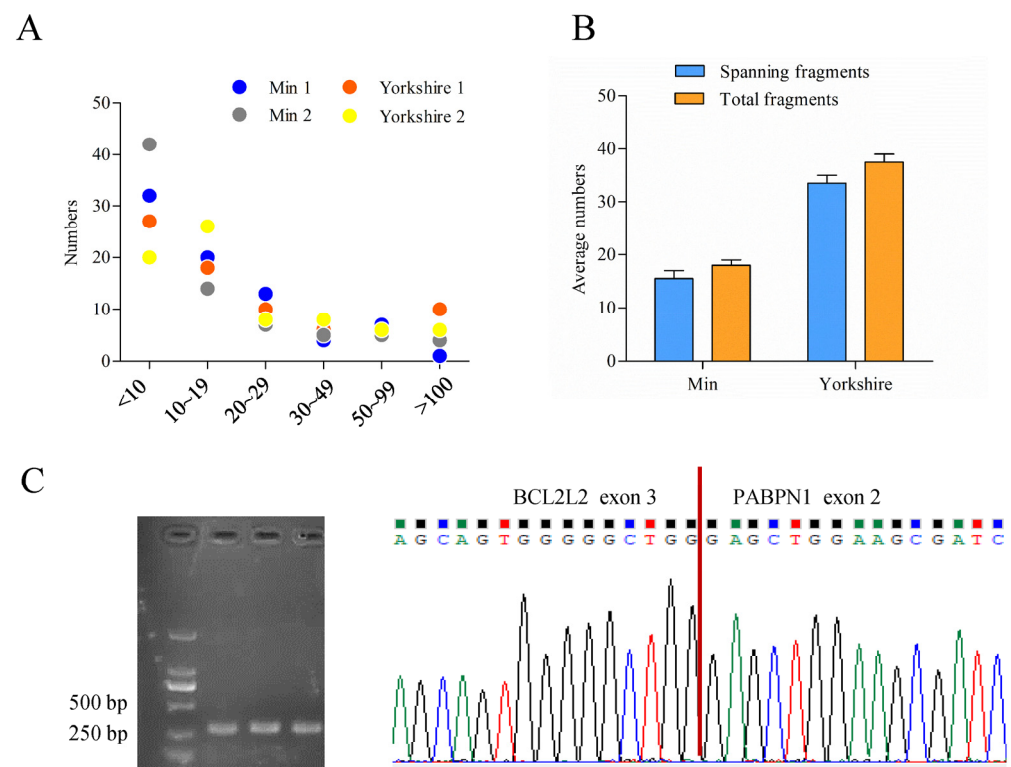 A
B
Min 1
Yorkshire 1
Min 2
Yorkshire 2
Numbers
50
40
30
20
10
0
<10
10~19
20~29
30~49
50~99
>100
Spanning fragments
Total fragments
Average numbers
50
40
30
20
10
0
Min
Yorkshire
C
500 bp
250 bp
BCL2L2 exon 3
PABPN1 exon 2
A G C A G T G G G G G C T G G G A G C T G G A A G C G A T C